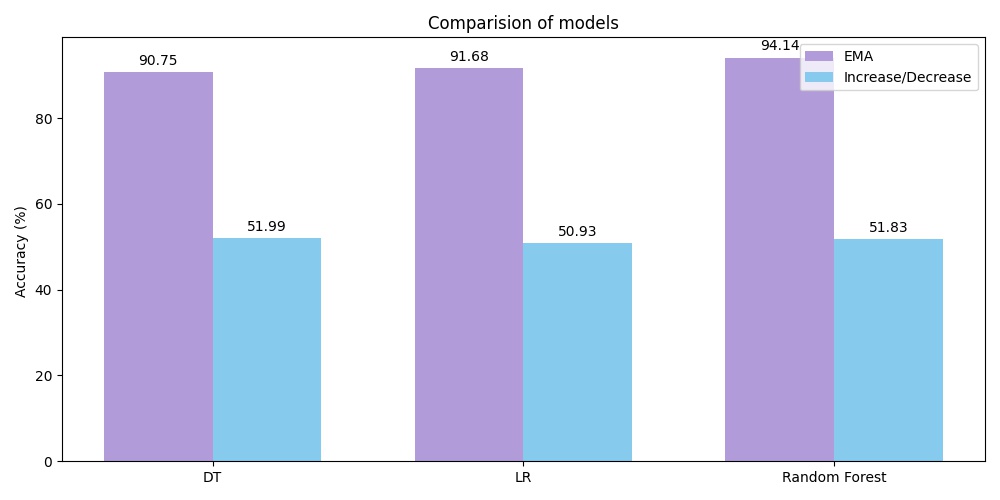 Comparision of models
94.14
91.68
90.75
EMA
Increase/Decrease
80
60
51.99
50.93
51.83
Accuracy (%)
40
20
0
DT
LR
Random Forest